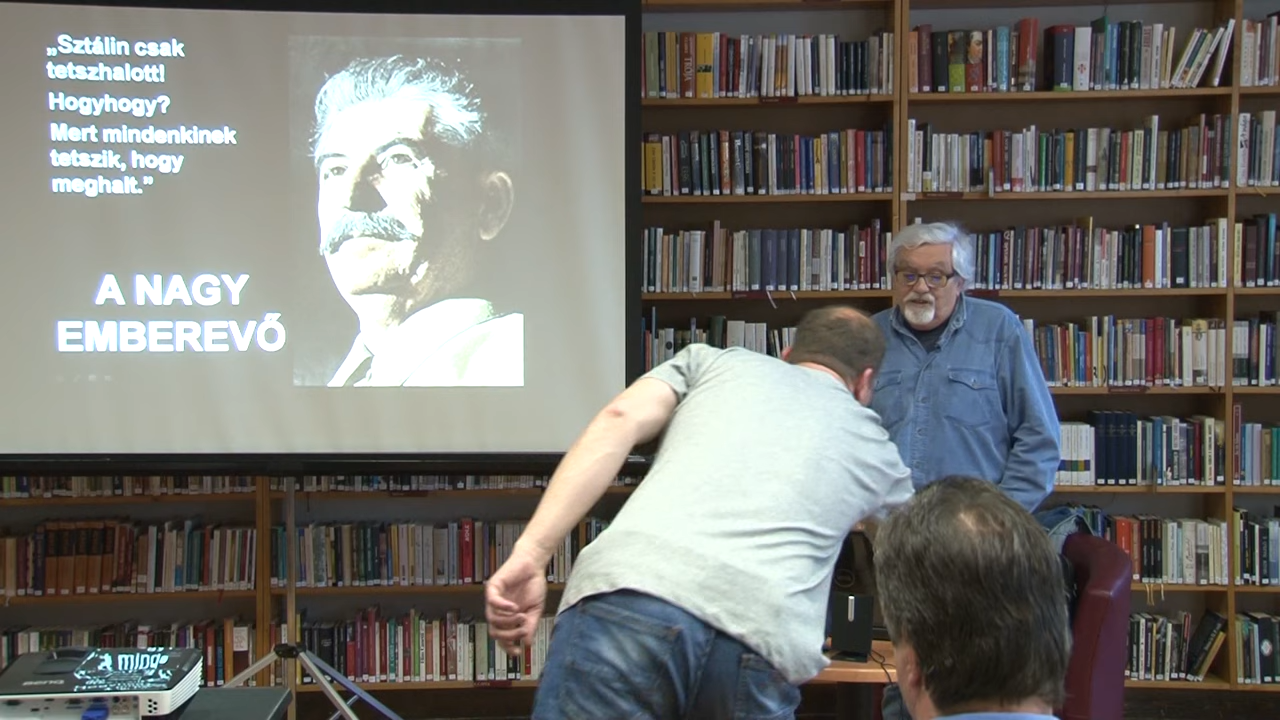 „Sztálin csak
tetszhalott!
Hogyhogy?
Mert mindenkinek
tetszik, hogy
meghalt.”
A NAGY
EMBEREVŐ